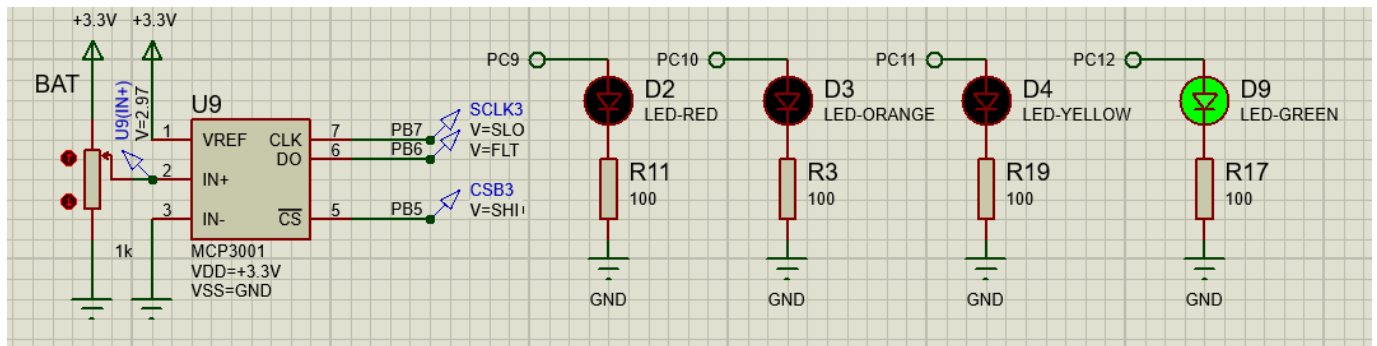 +3.3V
+3.3V
BAT
U9(IN+)
V=2.97
U9
1
VREF
CLK
7
PB7
SCLK3
V=SLO
2
IN+
DO
6
PB6
V=FLT
3
IN-
CS
5
PB5
CSB3
V=SHI
1k
MCP3001
VDD=+3.3V
VSS=GND
PC9
D2
LED-RED
R11
100
GND
PC10
D3
LED-ORANGE
R3
100
GND
PC11
D4
LED-YELLOW
R19
100
GND
PC12
D9
LED-GREEN
R17
100
GND